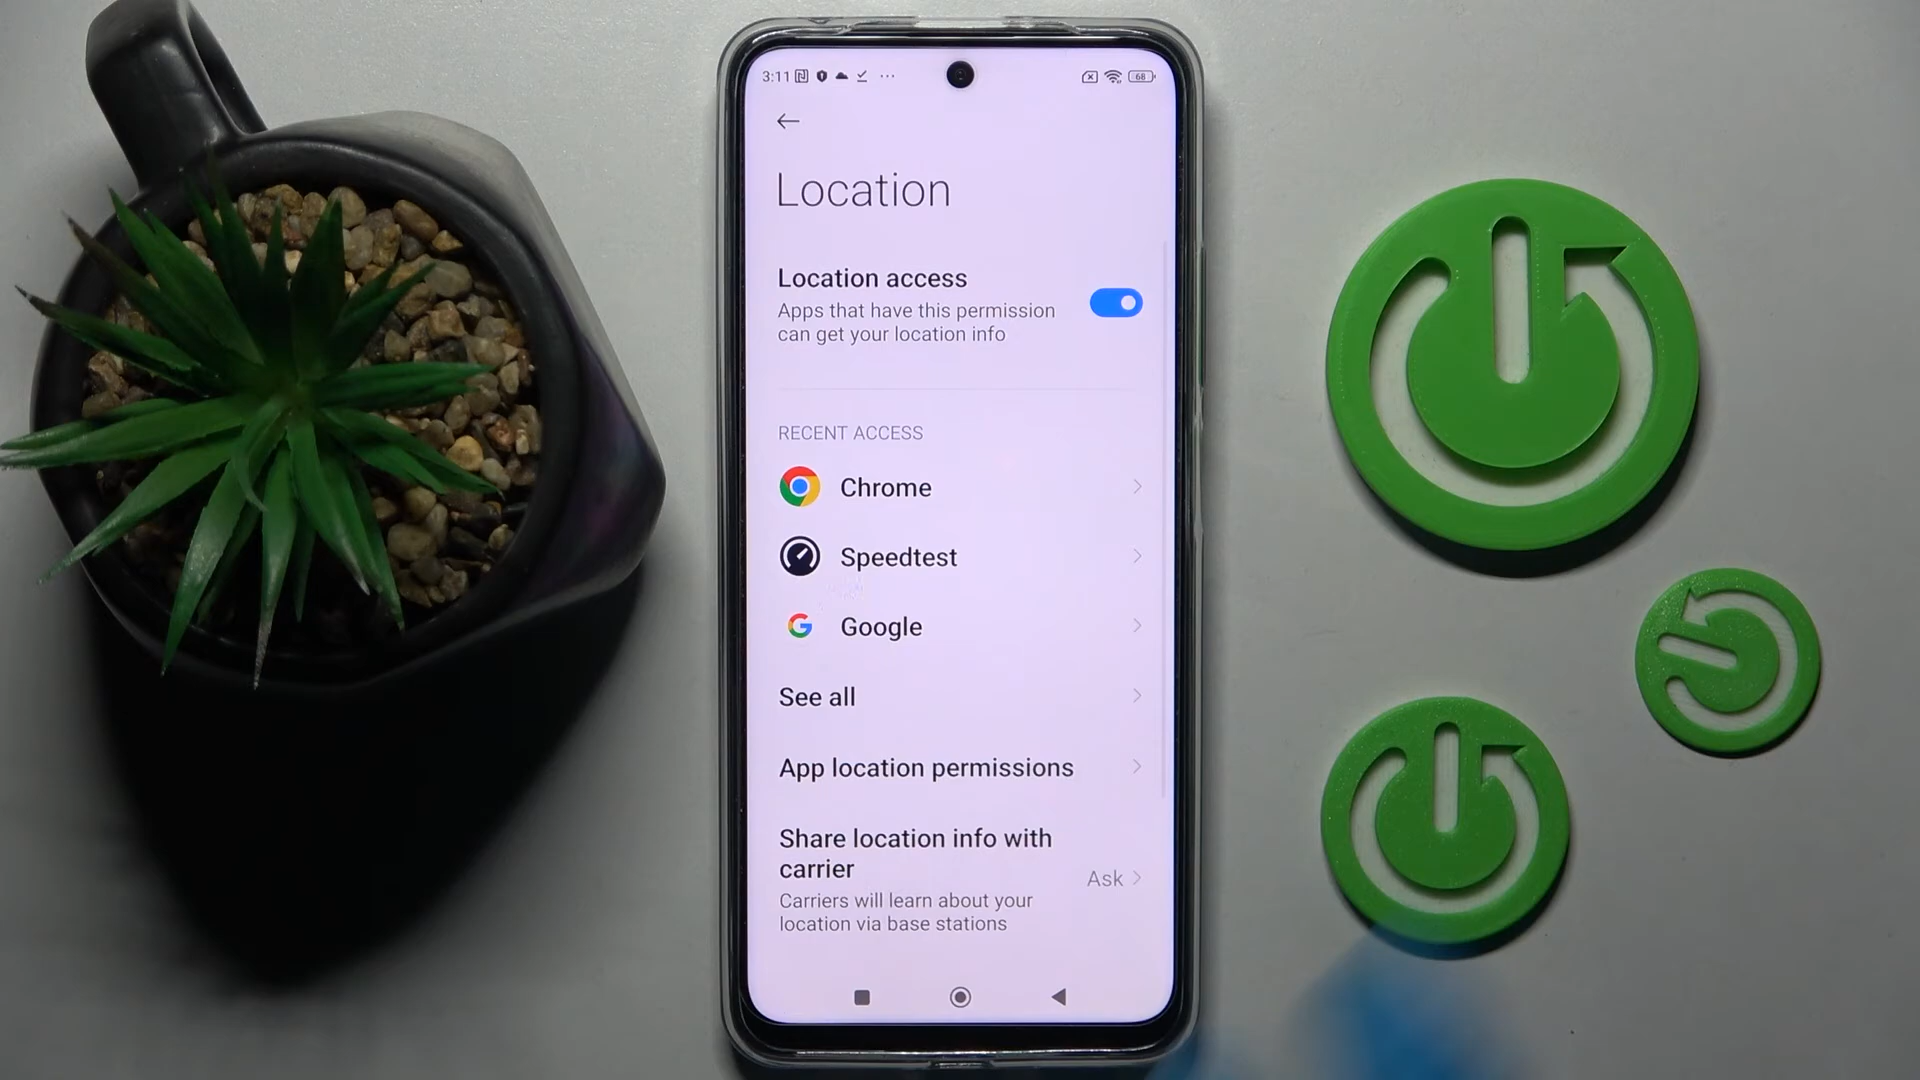 3:11
68
Location
Location access
Apps that have this permission
can get your location info
RECENT ACCESS
Chrome
Speedtest
Google
See all
App location permissions
Share location info with
carrier
Ask
Carriers will learn about your
location via base stations